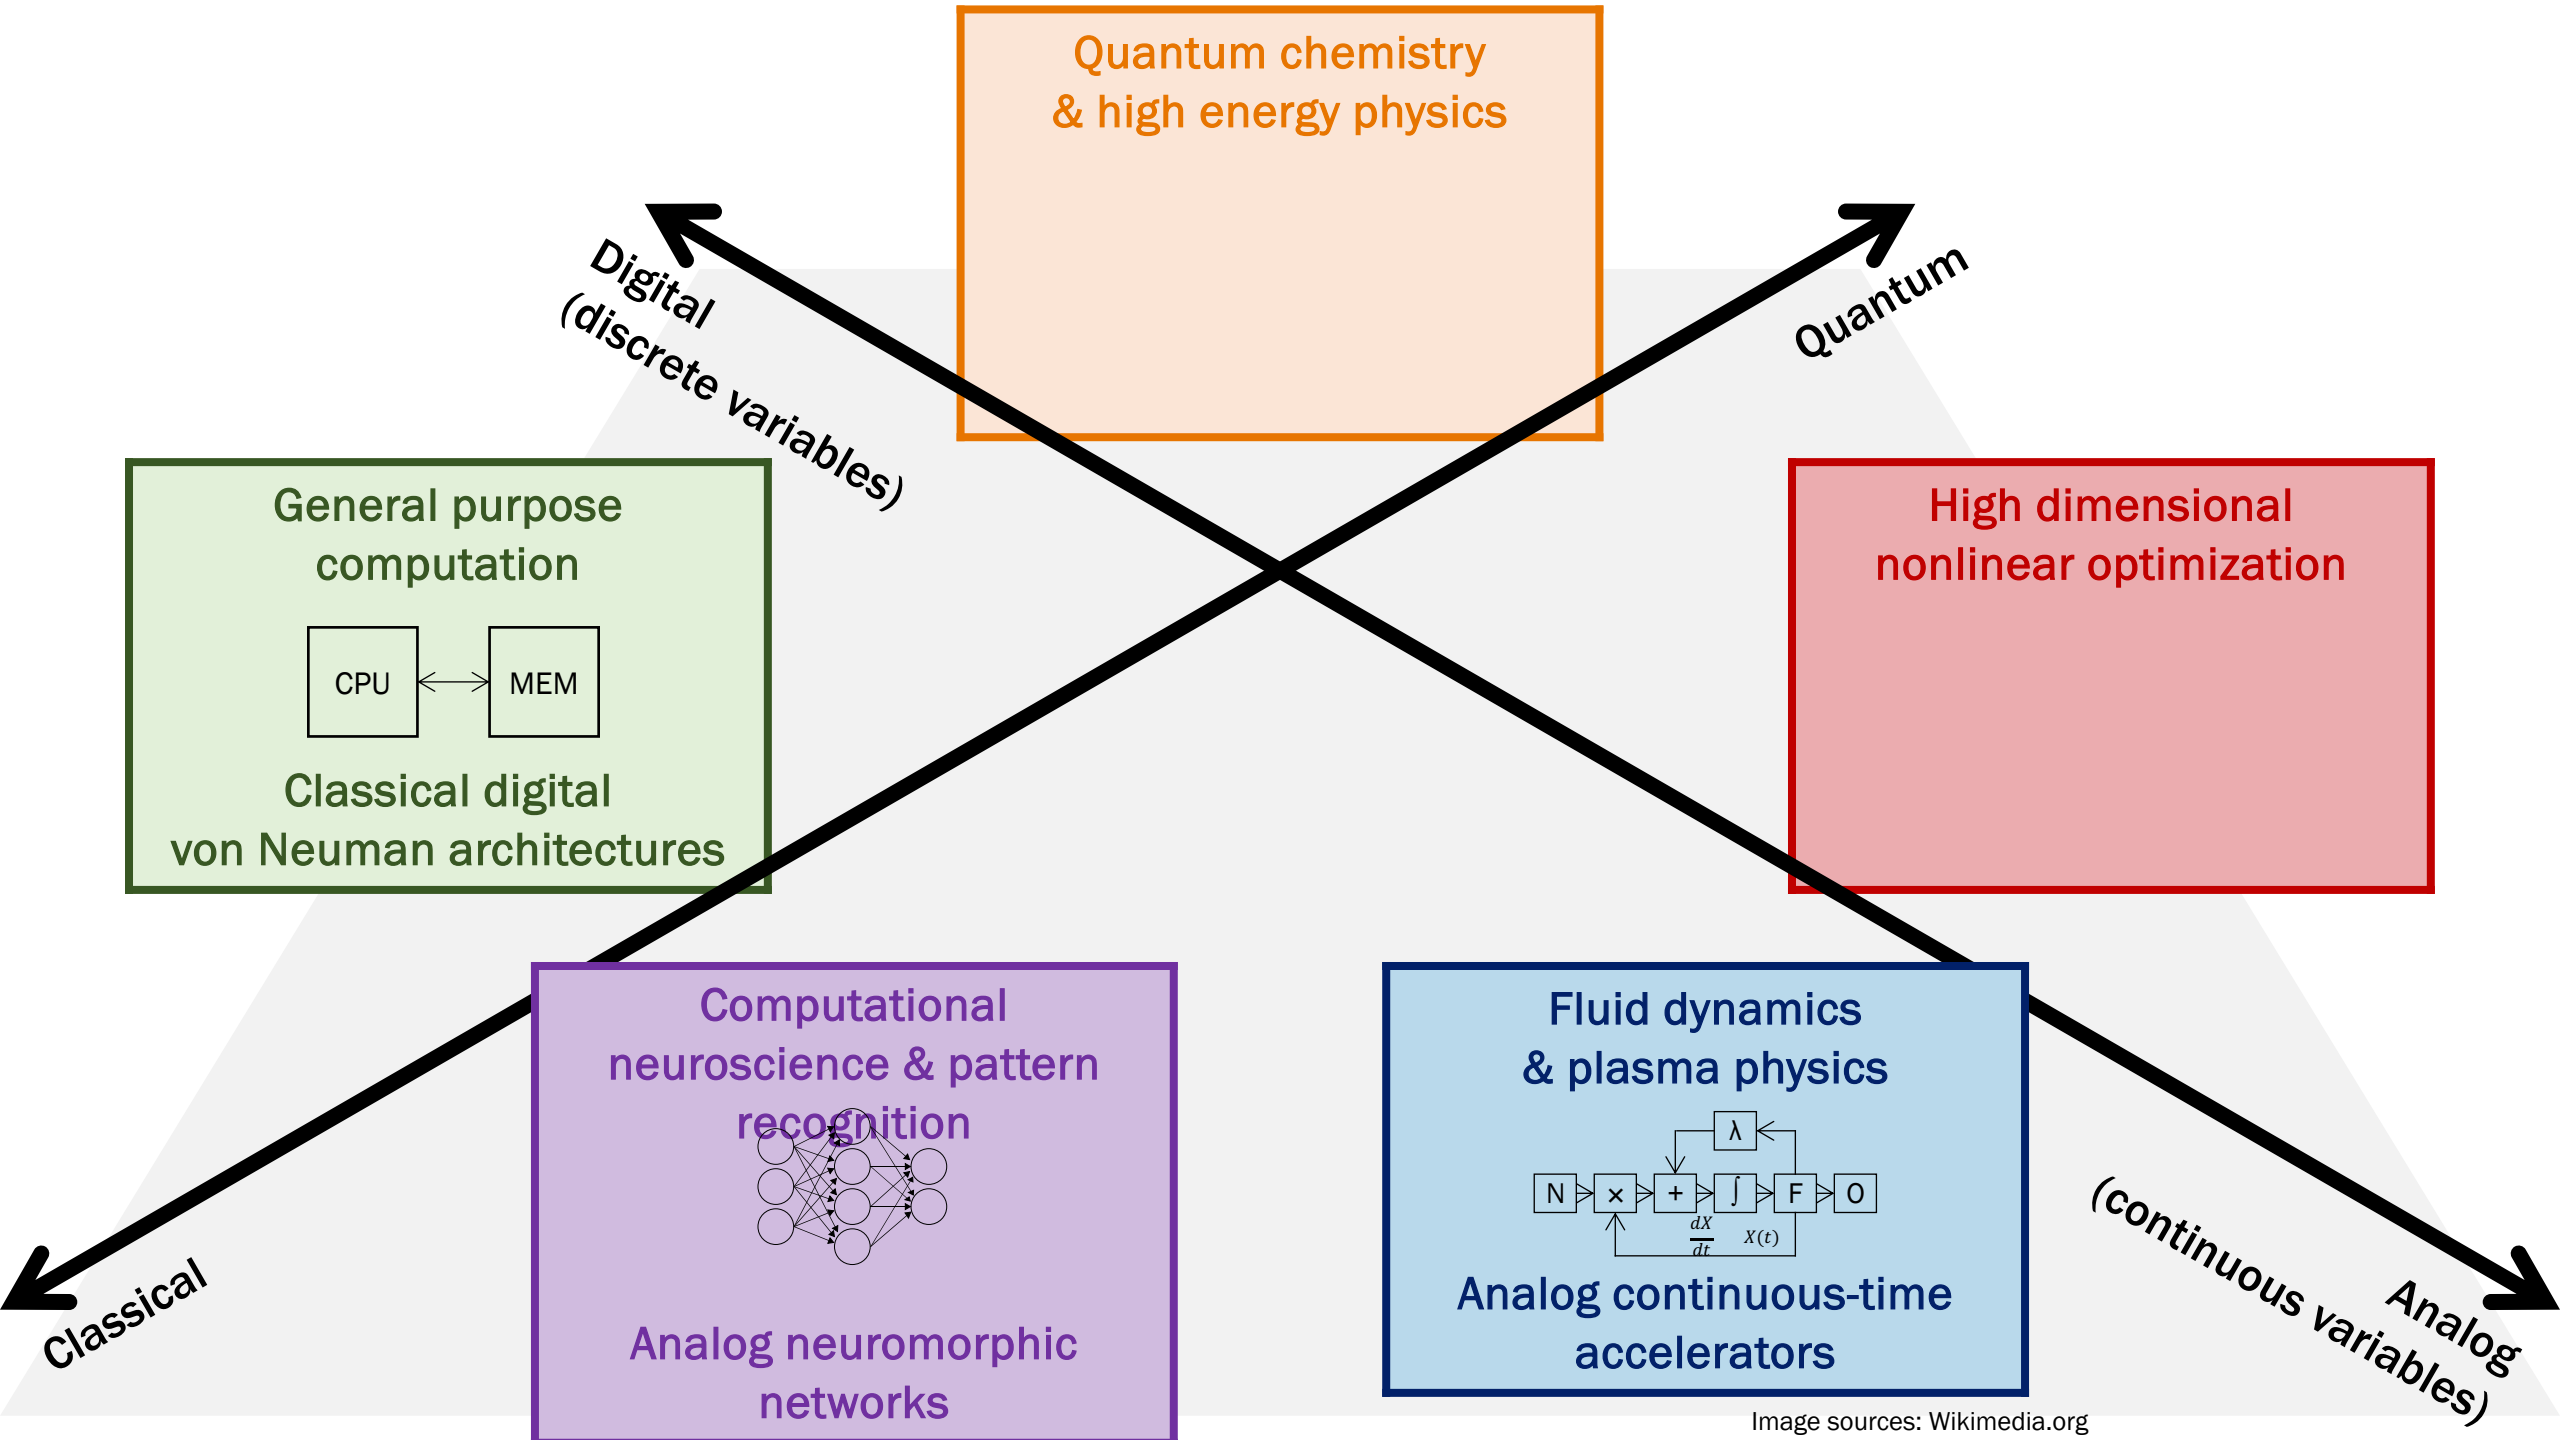 Quantum chemistry
& high energy physics
Digital
(discrete variables)
Quantum
General purpose
computation
CPU
MEM
Classical digital
von Neuman architectures
High dimensional
nonlinear optimization
Computational
neuroscience & pattern
recognition
Analog neuromorphic
networks
Fluid dynamics
& plasma physics
λ
N × + ∫ F O
dX
dt
X(t)
Analog continuous-time
accelerators
Classical
Analog
(continuous variables)
Image sources: Wikimedia.org